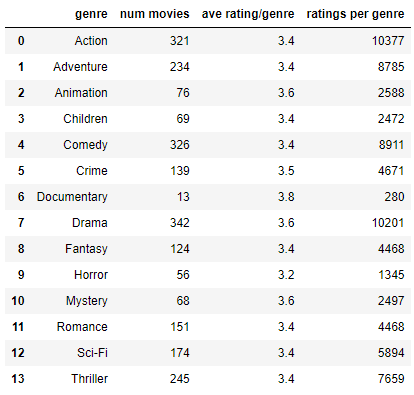 genre num movies ave rating/genre ratings per genre
0 Action 321 3.4 10377
1 Adventure 234 3.4 8785
2 Animation 76 3.6 2588
3 Children 69 3.4 2472
4 Comedy 326 3.4 8911
5 Crime 139 3.5 4671
6 Documentary 13 3.8 280
7 Drama 342 3.6 10201
8 Fantasy 124 3.4 4468
9 Horror 56 3.2 1345
10 Mystery 68 3.6 2497
11 Romance 151 3.4 4468
12 Sci-Fi 174 3.4 5894
13 Thriller 245 3.4 7659